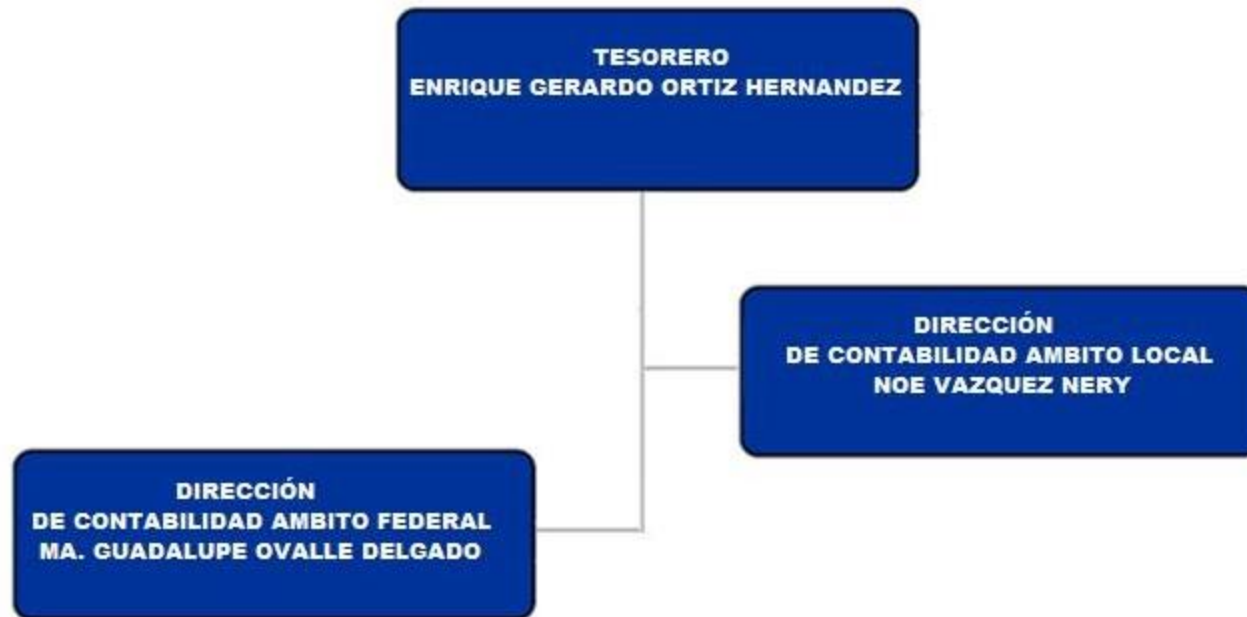 TESORERO
ENRIQUE GERARDO ORTIZ HERNANDEZ
DIRECCIÓN
DE CONTABILIDAD AMBITO LOCAL
NOE VAZQUEZ NERY
DIRECCIÓN
DE CONTABILIDAD AMBITO FEDERAL
MA. GUADALUPE OVALLE DELGADO